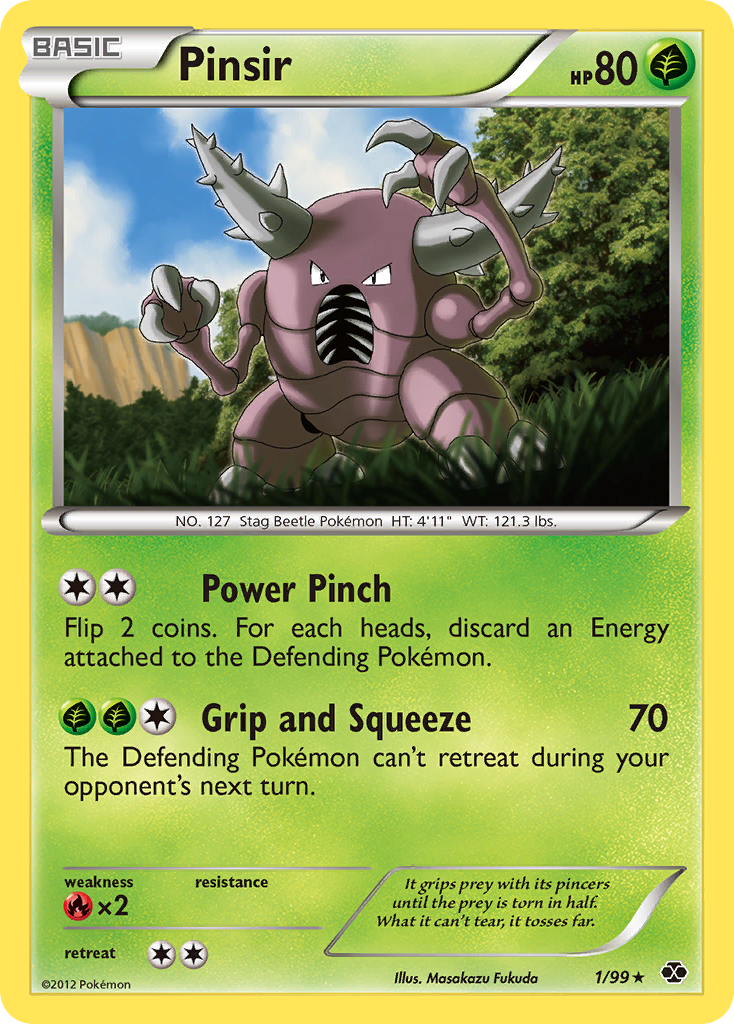 BASIC
Pinsir
HP 80
NO. 127 Stag Beetle Pokémon HT: 4'11" WT: 121.3 lbs.
Power Pinch
Flip 2 coins. For each heads, discard an Energy
attached to the Defending Pokémon.
Grip and Squeeze 70
The Defending Pokémon can’t retreat during your
opponent’s next turn.
weakness
resistance
×2
retreat
It grips prey with its pincers
until the prey is torn in half.
What it can't tear, it tosses far.
©2012 Pokémon
Illus. Masakazu Fukuda
1/99 ★